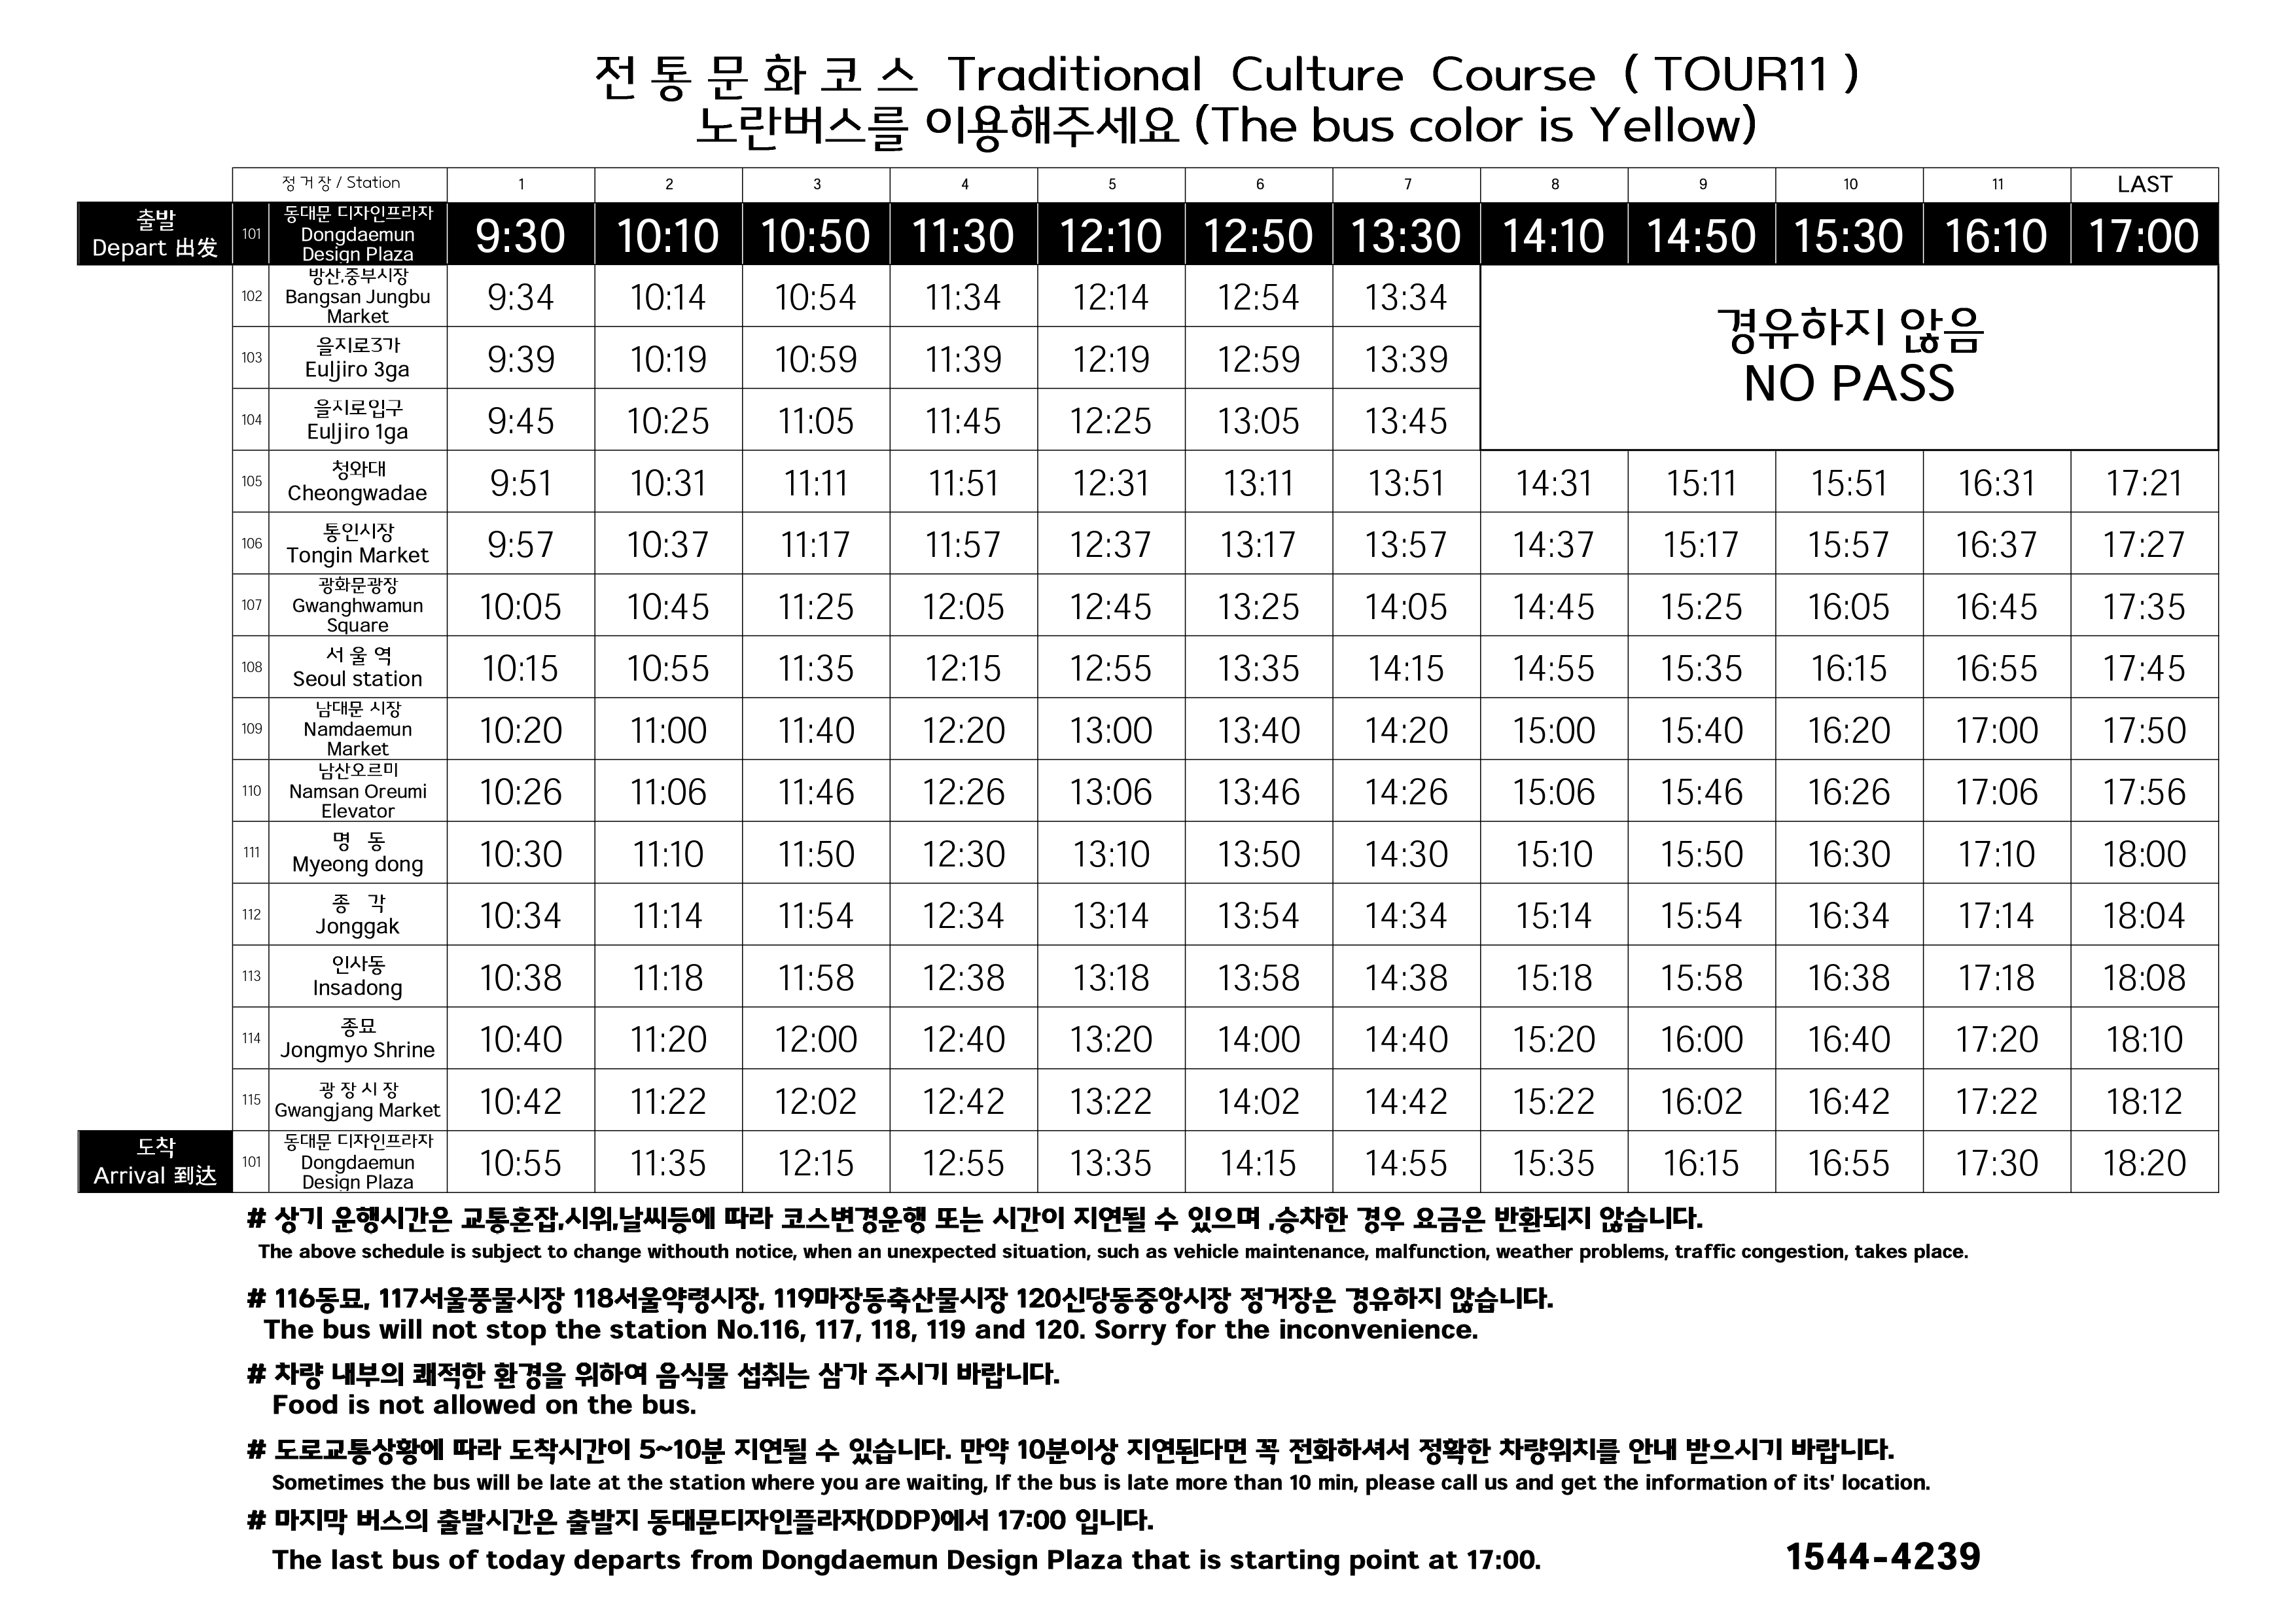 전 통 문 화 코 스 Traditional Culture Course ( TOUR11 )
노란버스를 이용해주세요 (The bus color is Yellow)
정 거 장 / Station 1 2 3 4 5 6 7 8 9 10 11 LAST
출발
Depart 出发
101 동대문 디자인프라자
Dongdaemun
Design Plaza
9:30 10:10 10:50 11:30 12:10 12:50 13:30 14:10 14:50 15:30 16:10 17:00
102 방산,중부시장
Bangsan Jungbu
Market
9:34 10:14 10:54 11:34 12:14 12:54 13:34
경유하지 않음
NO PASS
103 을지로3가
Euljiro 3ga
9:39 10:19 10:59 11:39 12:19 12:59 13:39
104 을지로입구
Euljiro 1ga
9:45 10:25 11:05 11:45 12:25 13:05 13:45
105 청와대
Cheongwadae
9:51 10:31 11:11 11:51 12:31 13:11 13:51 14:31 15:11 15:51 16:31 17:21
106 통인시장
Tongin Market
9:57 10:37 11:17 11:57 12:37 13:17 13:57 14:37 15:17 15:57 16:37 17:27
107 광화문광장
Gwanghwamun
Square
10:05 10:45 11:25 12:05 12:45 13:25 14:05 14:45 15:25 16:05 16:45 17:35
108 서 울 역
Seoul station
10:15 10:55 11:35 12:15 12:55 13:35 14:15 14:55 15:35 16:15 16:55 17:45
109 남대문 시장
Namdaemun
Market
10:20 11:00 11:40 12:20 13:00 13:40 14:20 15:00 15:40 16:20 17:00 17:50
110 남산오르미
Namsan Oreumi
Elevator
10:26 11:06 11:46 12:26 13:06 13:46 14:26 15:06 15:46 16:26 17:06 17:56
111 명 동
Myeong dong
10:30 11:10 11:50 12:30 13:10 13:50 14:30 15:10 15:50 16:30 17:10 18:00
112 종 각
Jonggak
10:34 11:14 11:54 12:34 13:14 13:54 14:34 15:14 15:54 16:34 17:14 18:04
113 인사동
Insadong
10:38 11:18 11:58 12:38 13:18 13:58 14:38 15:18 15:58 16:38 17:18 18:08
114 종묘
Jongmyo Shrine
10:40 11:20 12:00 12:40 13:20 14:00 14:40 15:20 16:00 16:40 17:20 18:10
115 광 장 시 장
Gwangjang Market
10:42 11:22 12:02 12:42 13:22 14:02 14:42 15:22 16:02 16:42 17:22 18:12
도착
Arrival 到达
101 동대문 디자인프라자
Dongdaemun
Design Plaza
10:55 11:35 12:15 12:55 13:35 14:15 14:55 15:35 16:15 16:55 17:30 18:20
# 상기 운행시간은 교통혼잡,시위,날씨등에 따라 코스변경운행 또는 시간이 지연될 수 있으며 ,승차한 경우 요금은 반환되지 않습니다.
The above schedule is subject to change withouth notice, when an unexpected situation, such as vehicle maintenance, malfunction, weather problems, traffic congestion, takes place.
# 116동묘, 117서울풍물시장 118서울약령시장, 119마장동축산물시장 120신당동중앙시장 정거장은 경유하지 않습니다.
The bus will not stop the station No.116, 117, 118, 119 and 120. Sorry for the inconvenience.
# 차량 내부의 쾌적한 환경을 위하여 음식물 섭취는 삼가 주시기 바랍니다.
Food is not allowed on the bus.
# 도로교통상황에 따라 도착시간이 5~10분 지연될 수 있습니다. 만약 10분이상 지연된다면 꼭 전화하셔서 정확한 차량위치를 안내 받으시기 바랍니다.
Sometimes the bus will be late at the station where you are waiting, If the bus is late more than 10 min, please call us and get the information of its' location.
# 마지막 버스의 출발시간은 출발지 동대문디자인플라자(DDP)에서 17:00 입니다.
The last bus of today departs from Dongdaemun Design Plaza that is starting point at 17:00.
1544-4239